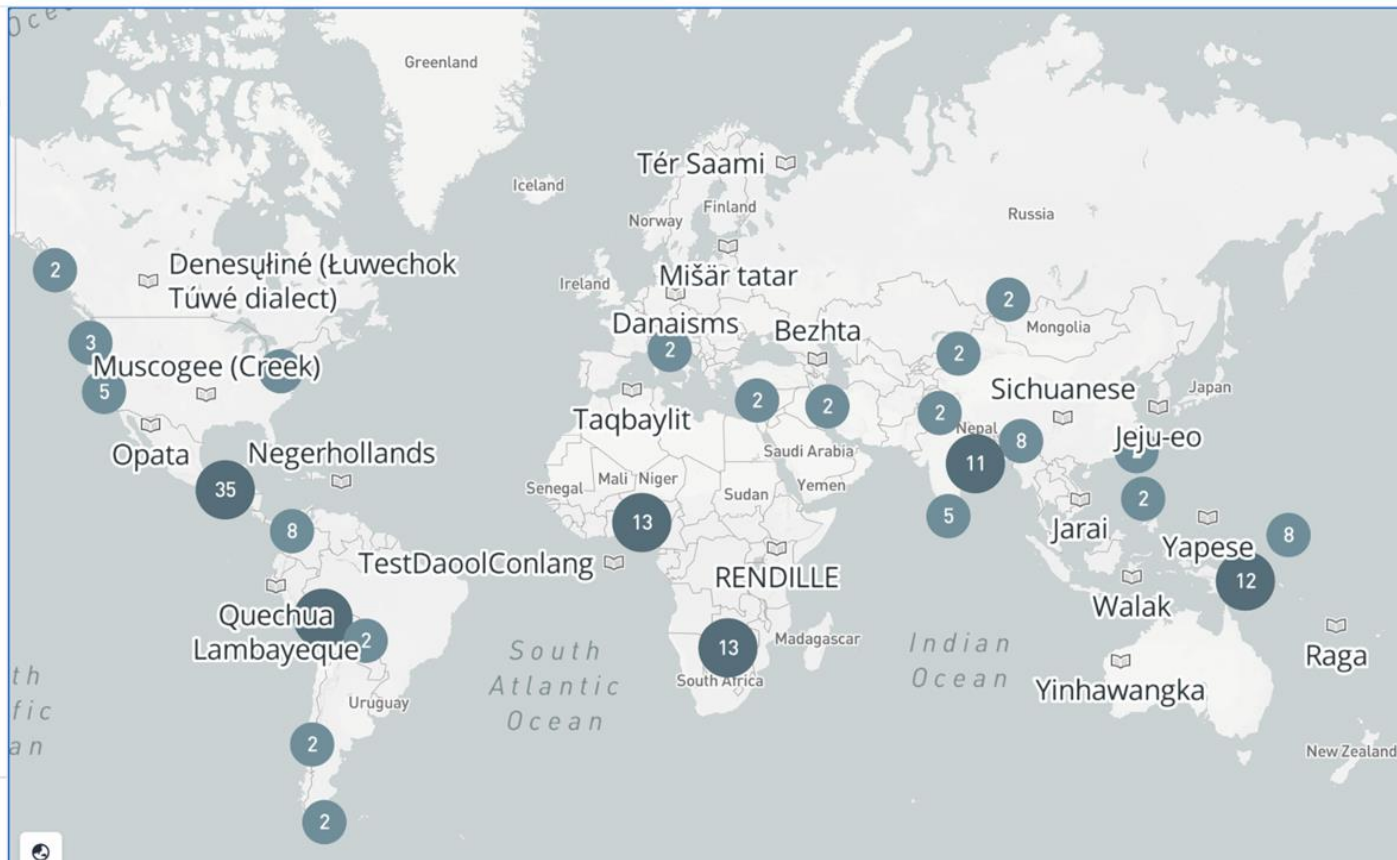 Oce
Greenland
Tér Saami
Iceland
Finland
Norway
Russia
2
Denesųłiné (Łuwechok
Túwé dialect)
Ireland
Mišär tatar
2
Mongolia
3
Danaisms
2
Bezhta
2
Muscogee (Creek)
5
Sichuanese
Japan
2
2
2
Taqbaylit
Nepal
8
Jeju-eo
Opata
Negerhollands
Saudi Arabia
11
35
Mali
Niger
Senegal
Sudan
Yemen
2
13
5
Jarai
8
8
Yapese
TestDaoolConlang
RENDILLE
12
Walak
Quechua
Lambayeque
2
Madagascar
13
South
Atlantic
Ocean
Indian
Ocean
Raga
South Africa
Yinhawangka
th
fic
an
Uruguay
2
New Zealand
2